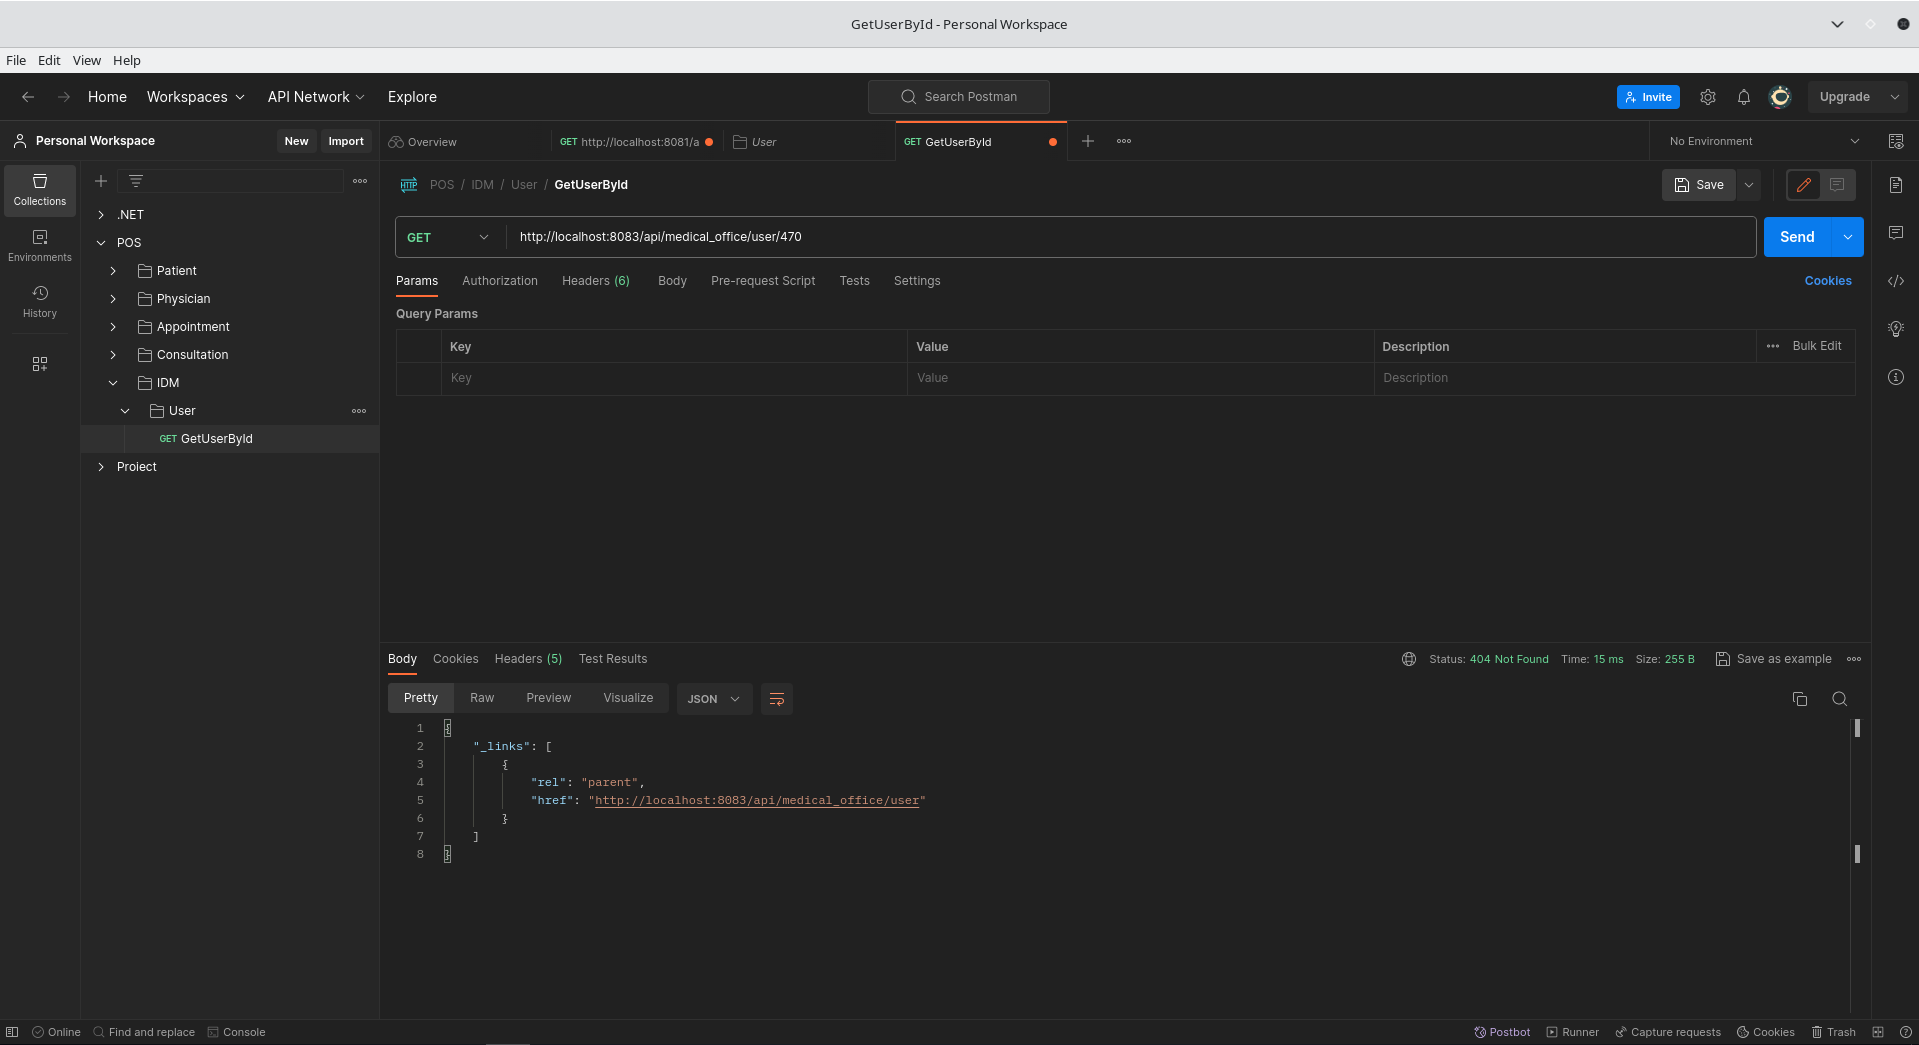 GetUserById - Personal Workspace
File Edit View Help
Home Workspaces API Network Explore Search Postman Invite Upgrade
Personal Workspace New Import Overview GET http://localhost:8081/a User GET GetUserById No Environment
Collections
Environments
History
.NET
POS
Patient
Physician
Appointment
Consultation
IDM
User
GET GetUserById
Proiect
HTTP POS / IDM / User / GetUserById Save
GET http://localhost:8083/api/medical_office/user/470 Send
Params Authorization Headers (6) Body Pre-request Script Tests Settings Cookies
Query Params
Key Value Description Bulk Edit
Key Value Description
Body Cookies Headers (5) Test Results Status: 404 Not Found Time: 15 ms Size: 255 B Save as example
Pretty Raw Preview Visualize JSON
1 {
2 "_links": [
3 {
4 "rel": "parent",
5 "href": "http://localhost:8083/api/medical_office/user"
6 }
7 ]
8 }
Online Find and replace Console Postbot Runner Capture requests Cookies Trash